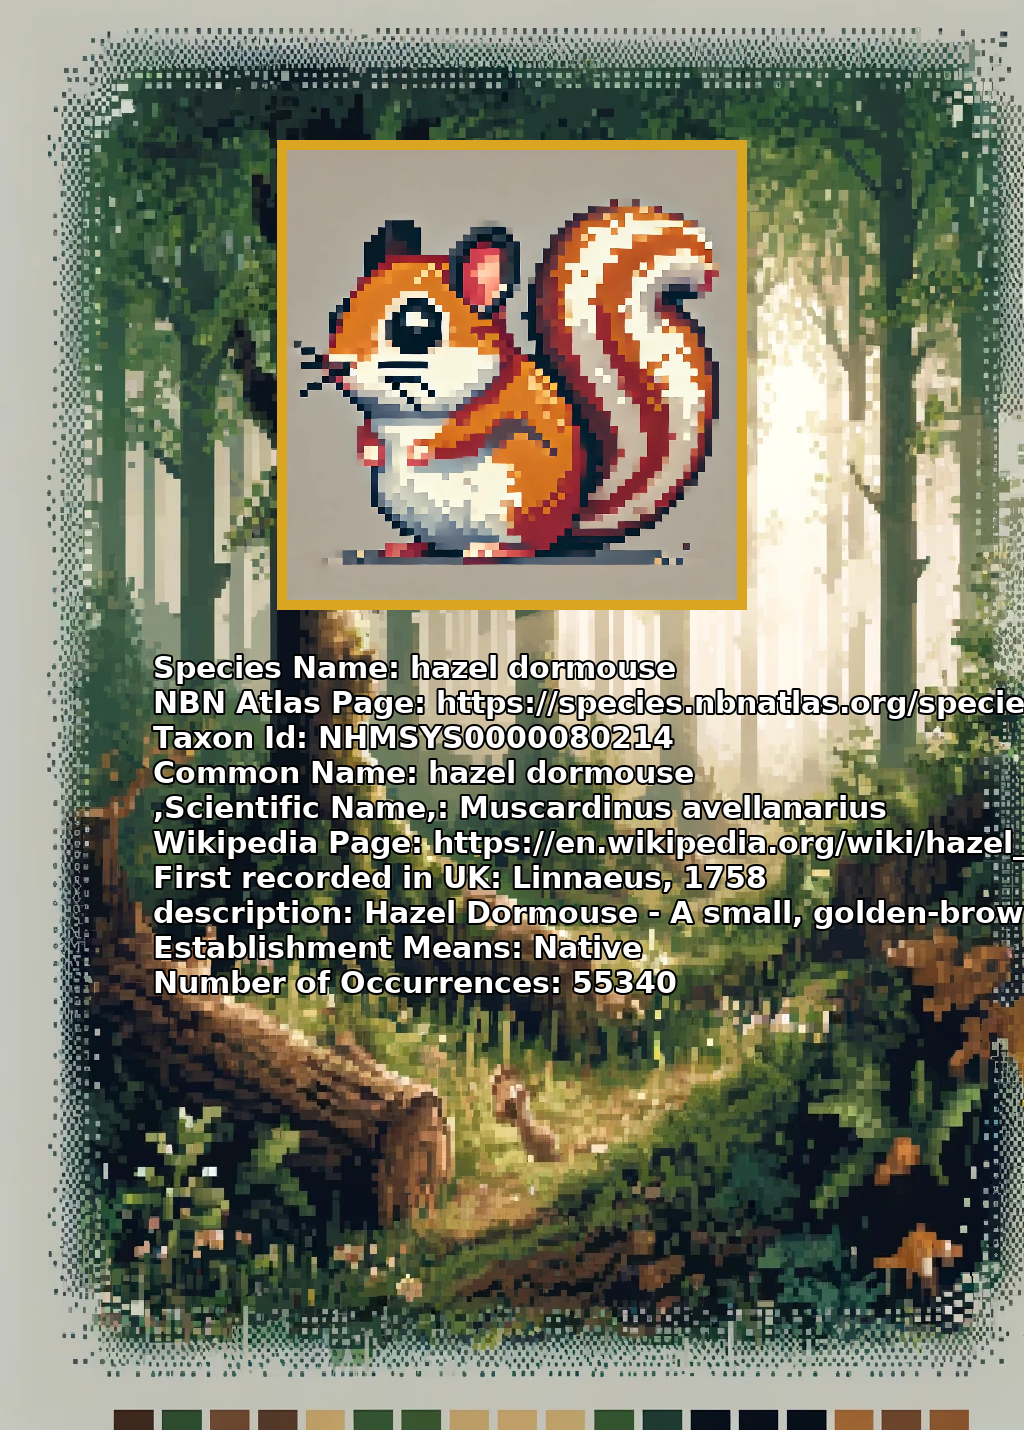 Species Name: hazel dormouse
NBN Atlas Page: https://species.nbnatlas.org/specie
Taxon Id: NHMSYS0000080214
Common Name: hazel dormouse
,Scientific Name,: Muscardinus avellanarius
Wikipedia Page: https://en.wikipedia.org/wiki/hazel_
First recorded in UK: Linnaeus, 1758
description: Hazel Dormouse - A small, golden-brow
Establishment Means: Native
Number of Occurrences: 55340